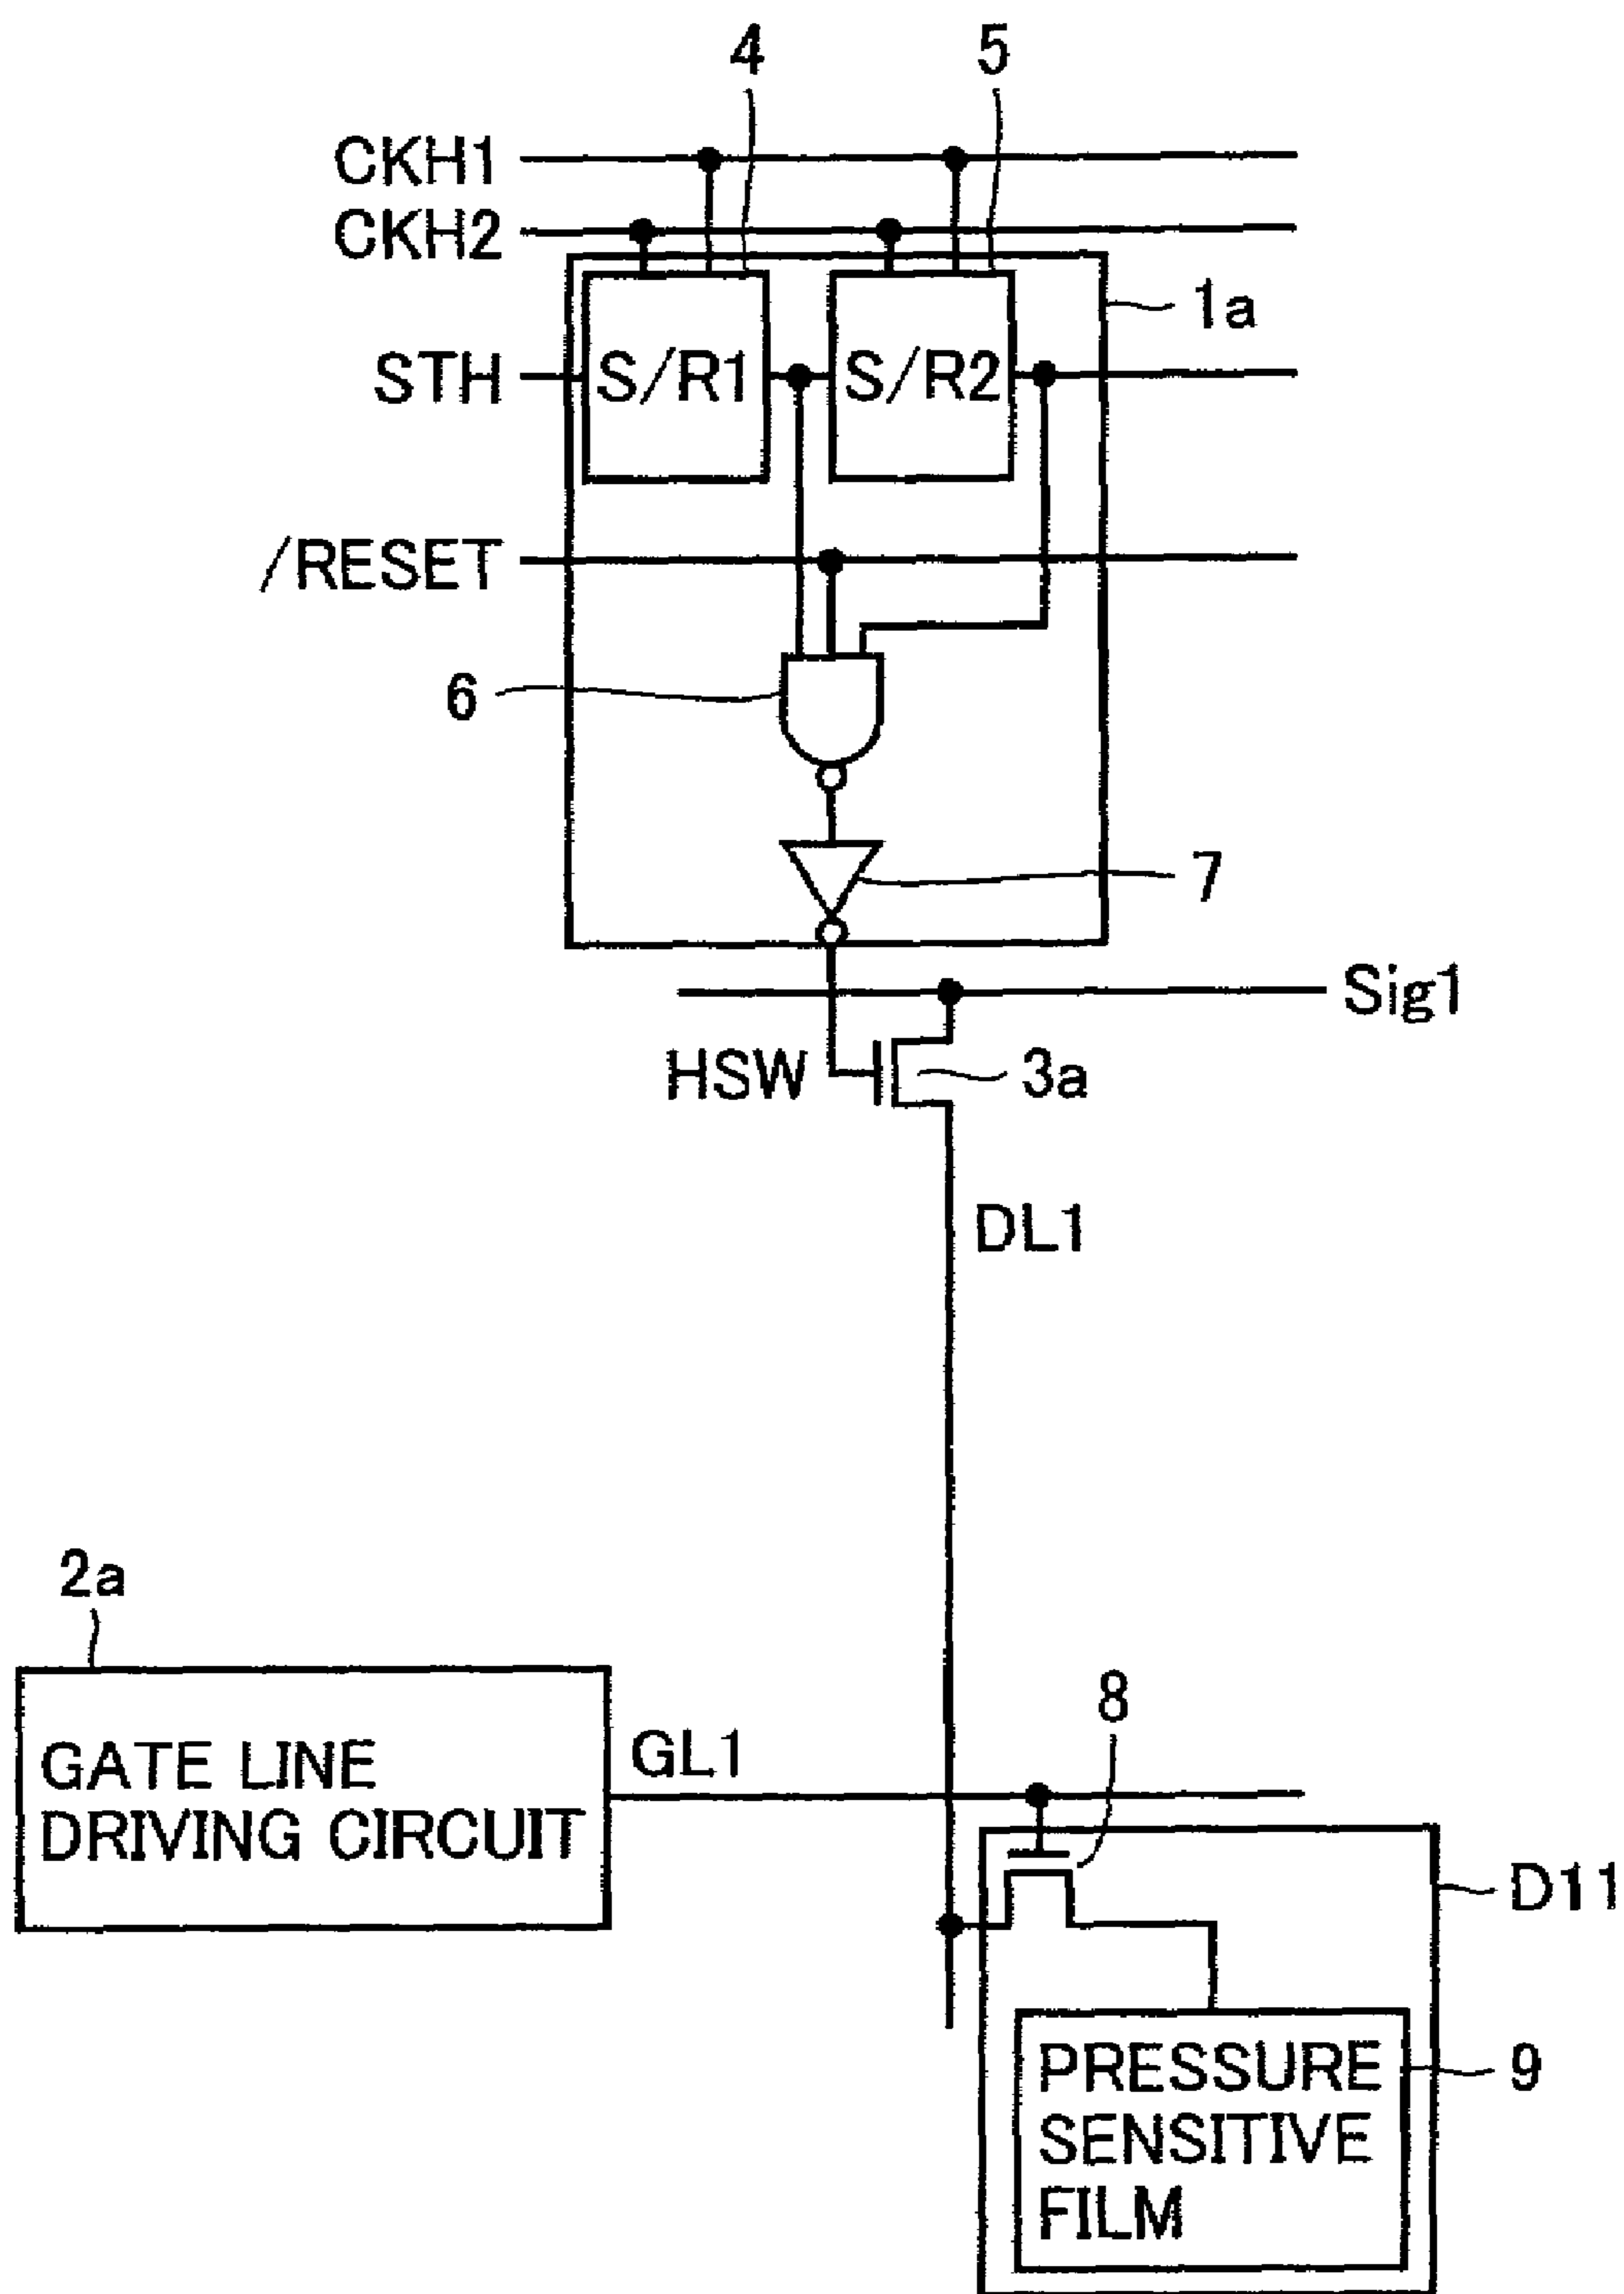 4
5
CKH1
CKH2
1a
STH
S/R1
S/R2
/RESET
6
7
Sig1
HSW
3a
DL1
2a
8
GL1
GATE LINE
DRIVING CIRCUIT
D11
PRESSURE
SENSITIVE
FILM
9